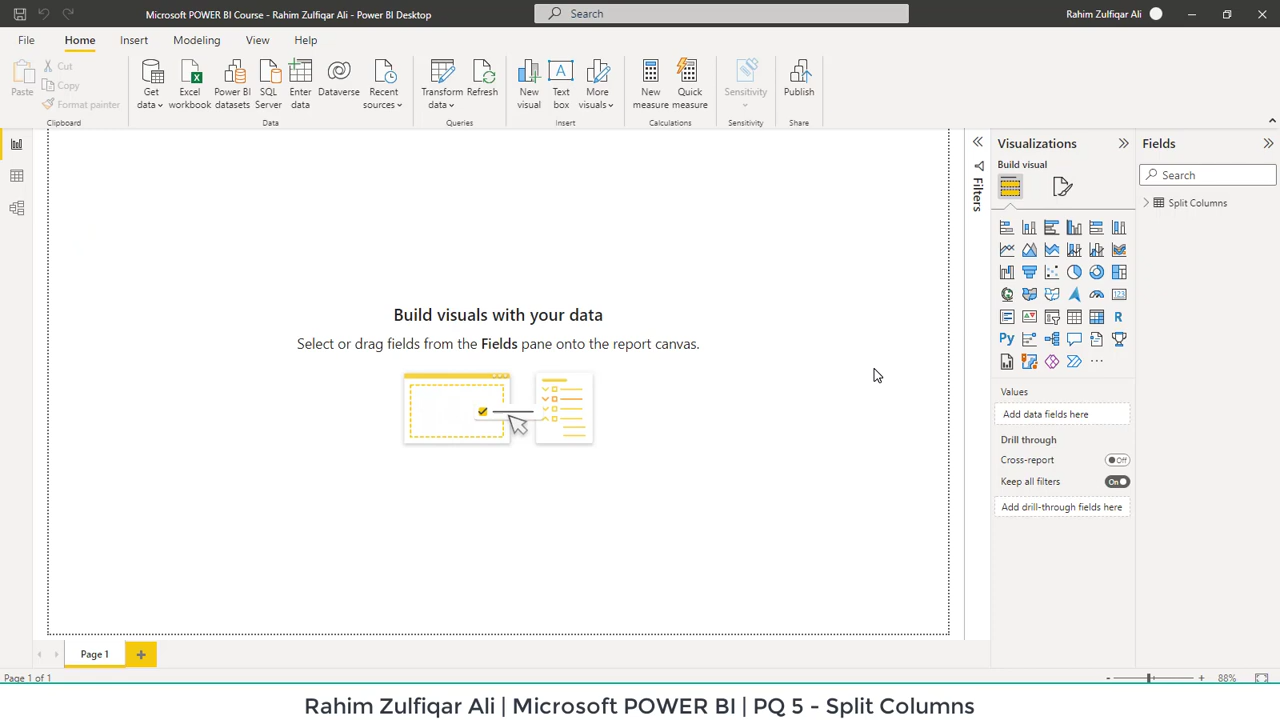 Microsoft POWER BI Course - Rahim Zulfiqar Ali - Power BI Desktop
Search
Rahim Zulfiqar Ali
File
Home
Insert
Modeling
View
Help
Paste
Cut
Copy
Format painter
Clipboard
Get data
Excel workbook
Power BI datasets
SQL Server
Enter data
Dataverse
Recent sources
Data
Transform data
Refresh
Queries
New visual
Text box
More visuals
Insert
New measure
Quick measure
Calculations
Sensitivity
Sensitivity
Publish
Share
Filters
Visualizations
Build visual
Fields
Search
Split Columns
Build visuals with your data
Select or drag fields from the Fields pane onto the report canvas.
R
Py
123
Values
Add data fields here
Drill through
Cross-report
Off
Keep all filters
On
Add drill-through fields here
Page 1
Page 1 of 1
88%
Rahim Zulfiqar Ali | Microsoft POWER BI | PQ 5 - Split Columns